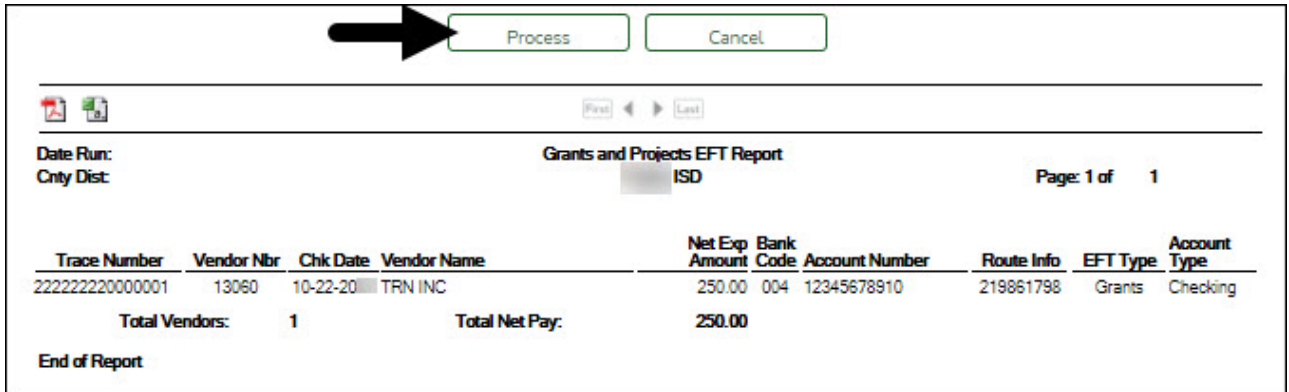 Process Cancel
First Last
Date Run: Grants and Projects EFT Report
Cnty Dist: ISD Page: 1 of 1
Net Exp Bank Account
Trace Number Vendor Nbr Chk Date Vendor Name Amount Code Account Number Route Info EFT Type Type
222222220000001 13060 10-22-20 TRN INC 250.00 004 12345678910 219861798 Grants Checking
Total Vendors: 1 Total Net Pay: 250.00
End of Report